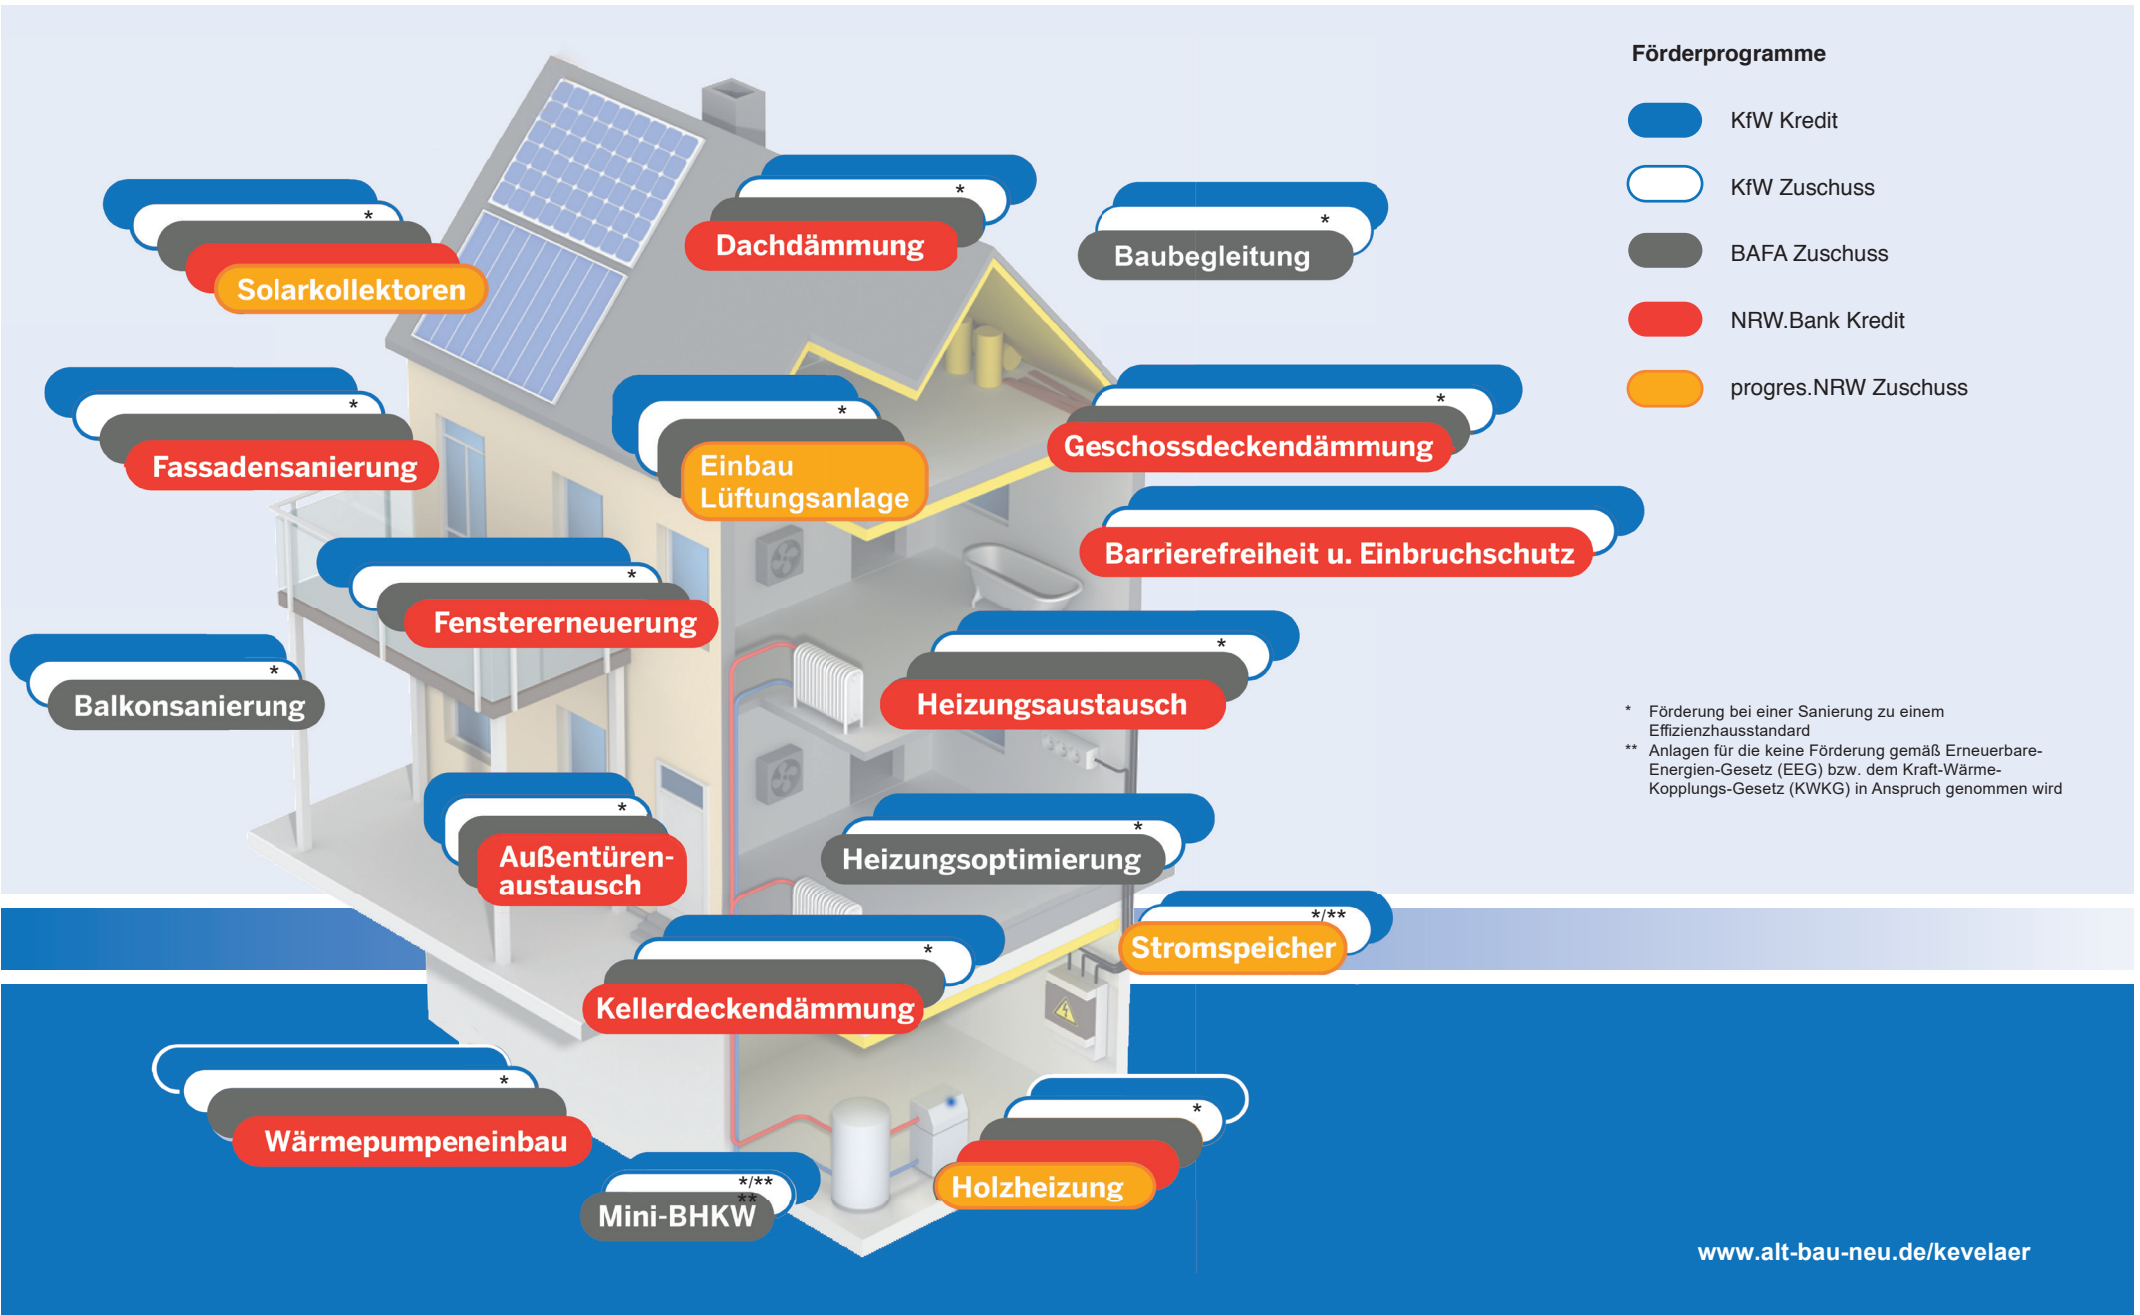 Förderprogramme
KfW Kredit
KfW Zuschuss
BAFA Zuschuss
NRW.Bank Kredit
progres.NRW Zuschuss
*
Dachdämmung
*
Baubegleitung
*
Solarkollektoren
*
Fassadensanierung
*
Einbau
Lüftungsanlage
*
Geschossdeckendämmung
Barrierefreiheit u. Einbruchschutz
*
Fenstererneuerung
*
Balkonsanierung
*
Heizungsaustausch
* Förderung bei einer Sanierung zu einem
Effizienzhausstandard
** Anlagen für die keine Förderung gemäß Erneuerbare-
Energien-Gesetz (EEG) bzw. dem Kraft-Wärme-
Kopplungs-Gesetz (KWKG) in Anspruch genommen wird
*
Außentüren-
austausch
*
Heizungsoptimierung
*/**
Stromspeicher
*
Kellerdeckendämmung
*
Wärmepumpeneinbau
*
Holzheizung
*/**
**
Mini-BHKW
www.alt-bau-neu.de/kevelaer